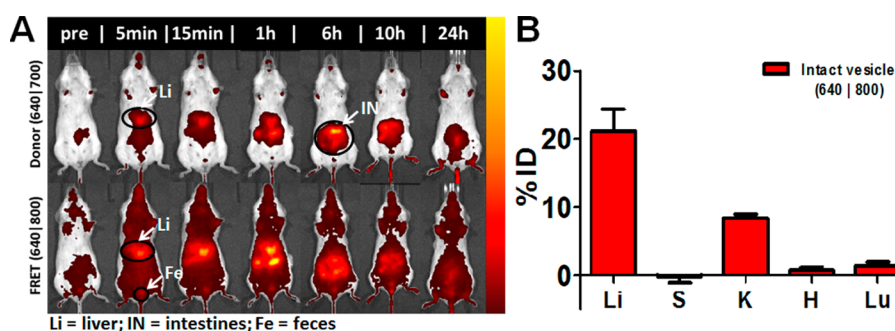 A
pre | 5min | 15min | 1h | 6h | 10h | 24h
Donor (640|700)
Li
IN
FRET (640|800)
Li
Fe
Li = liver; IN = intestines; Fe = feces
B
Intact vesicle
(640 | 800)
%ID
30
20
10
0
Li S K H Lu